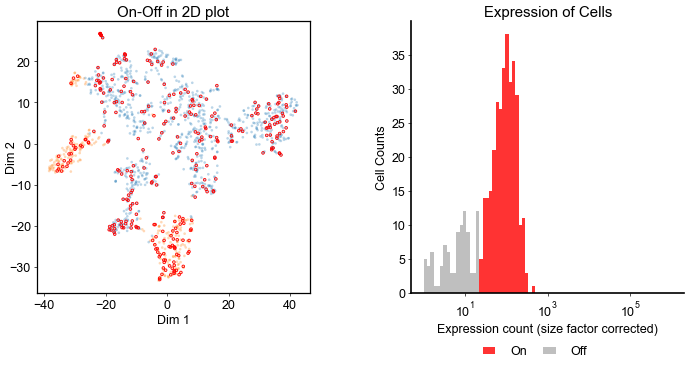 On-Off in 2D plot
Dim 2
20
10
0
−10
−20
−30
−40
−20
0
20
40
Dim 1
Expression of Cells
Cell Counts
35
30
25
20
15
10
5
0
10^1
10^3
10^5
Expression count (size factor corrected)
On
Off